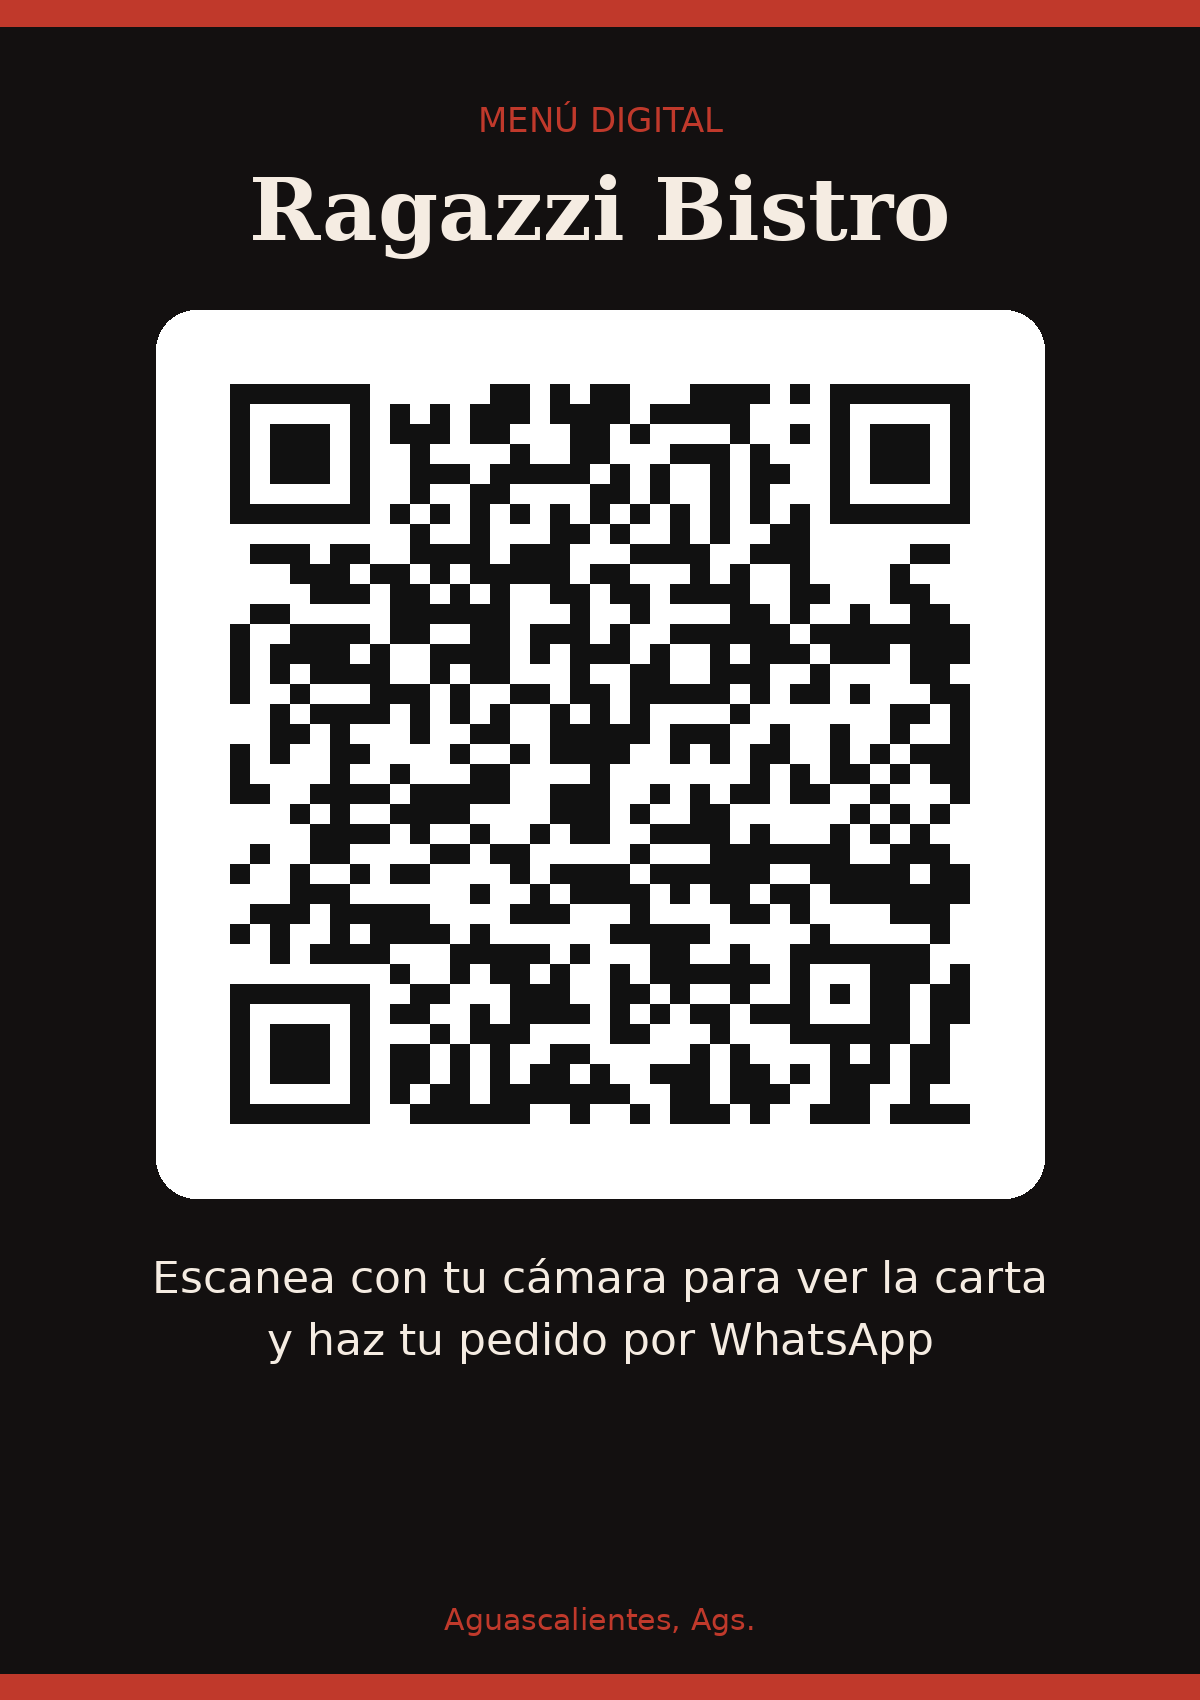 MENÚ DIGITAL
Ragazzi Bistro
Escanea con tu cámara para ver la carta
y haz tu pedido por WhatsApp
Aguascalientes, Ags.